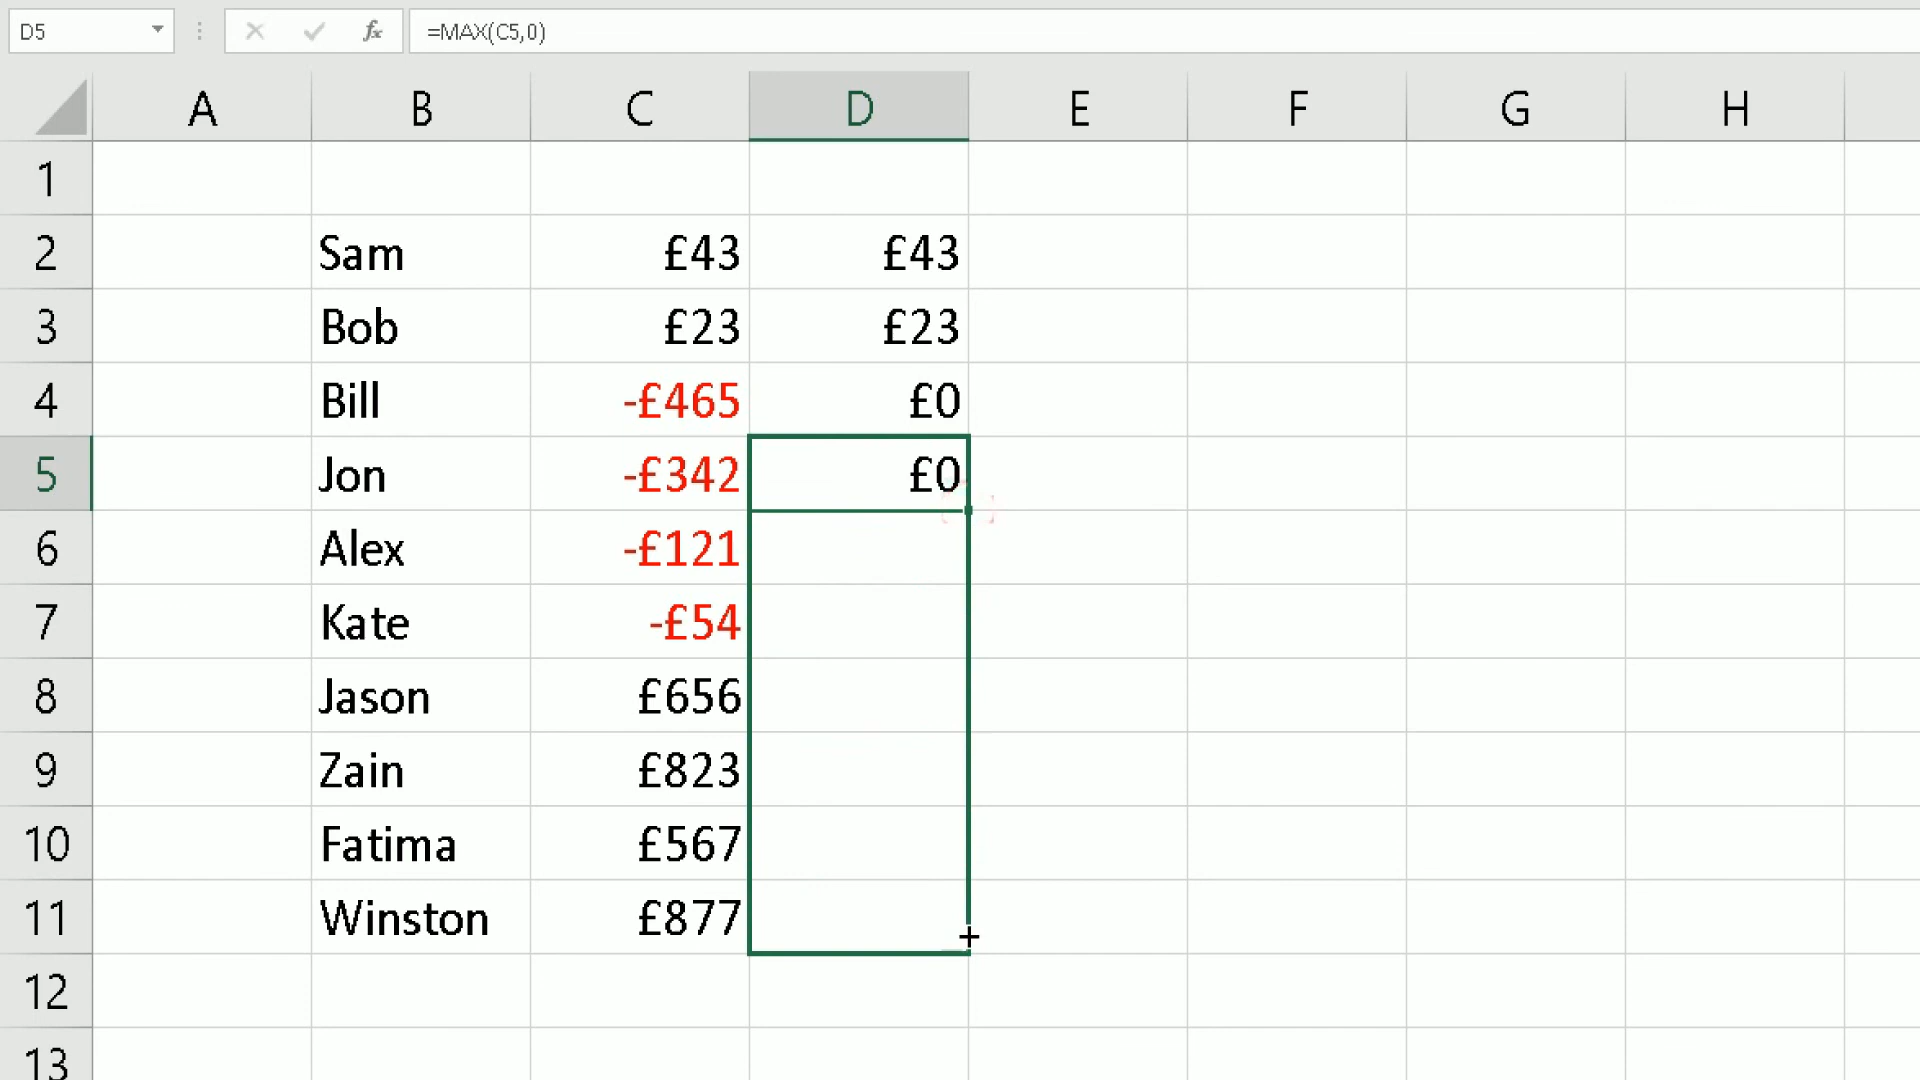 D5 fx =MAX(C5,0)
A B C D E F G H
1
2 Sam £43 £43
3 Bob £23 £23
4 Bill -£465 £0
5 Jon -£342 £0
6 Alex -£121
7 Kate -£54
8 Jason £656
9 Zain £823
10 Fatima £567
11 Winston £877
12
13